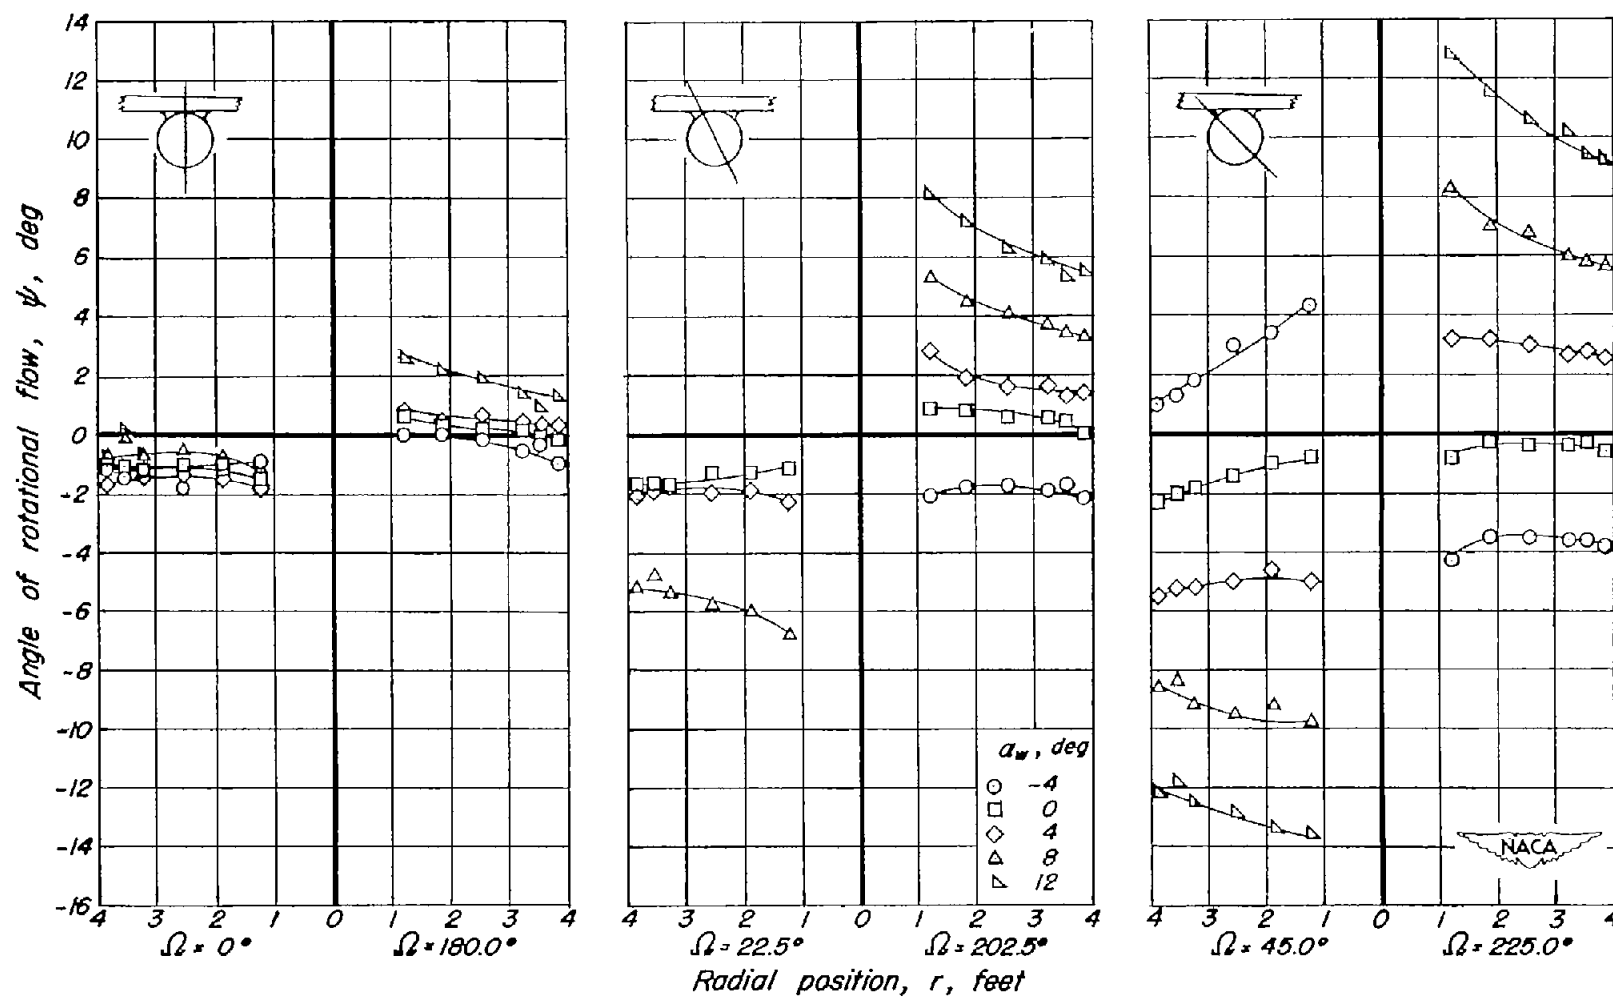 Angle of rotational flow, ψ, deg
14
12
10
8
6
4
2
0
-2
-4
-6
-8
-10
-12
-14
-16
4 3 2 1 0 1 2 3 4
Ω = 0° Ω = 180.0°
4 3 2 1 0 1 2 3 4
Ω = 22.5° Ω = 202.5°
4 3 2 1 0 1 2 3 4
Ω = 45.0° Ω = 225.0°
α_w, deg
-4
0
4
8
12
NACA
Radial position, r, feet